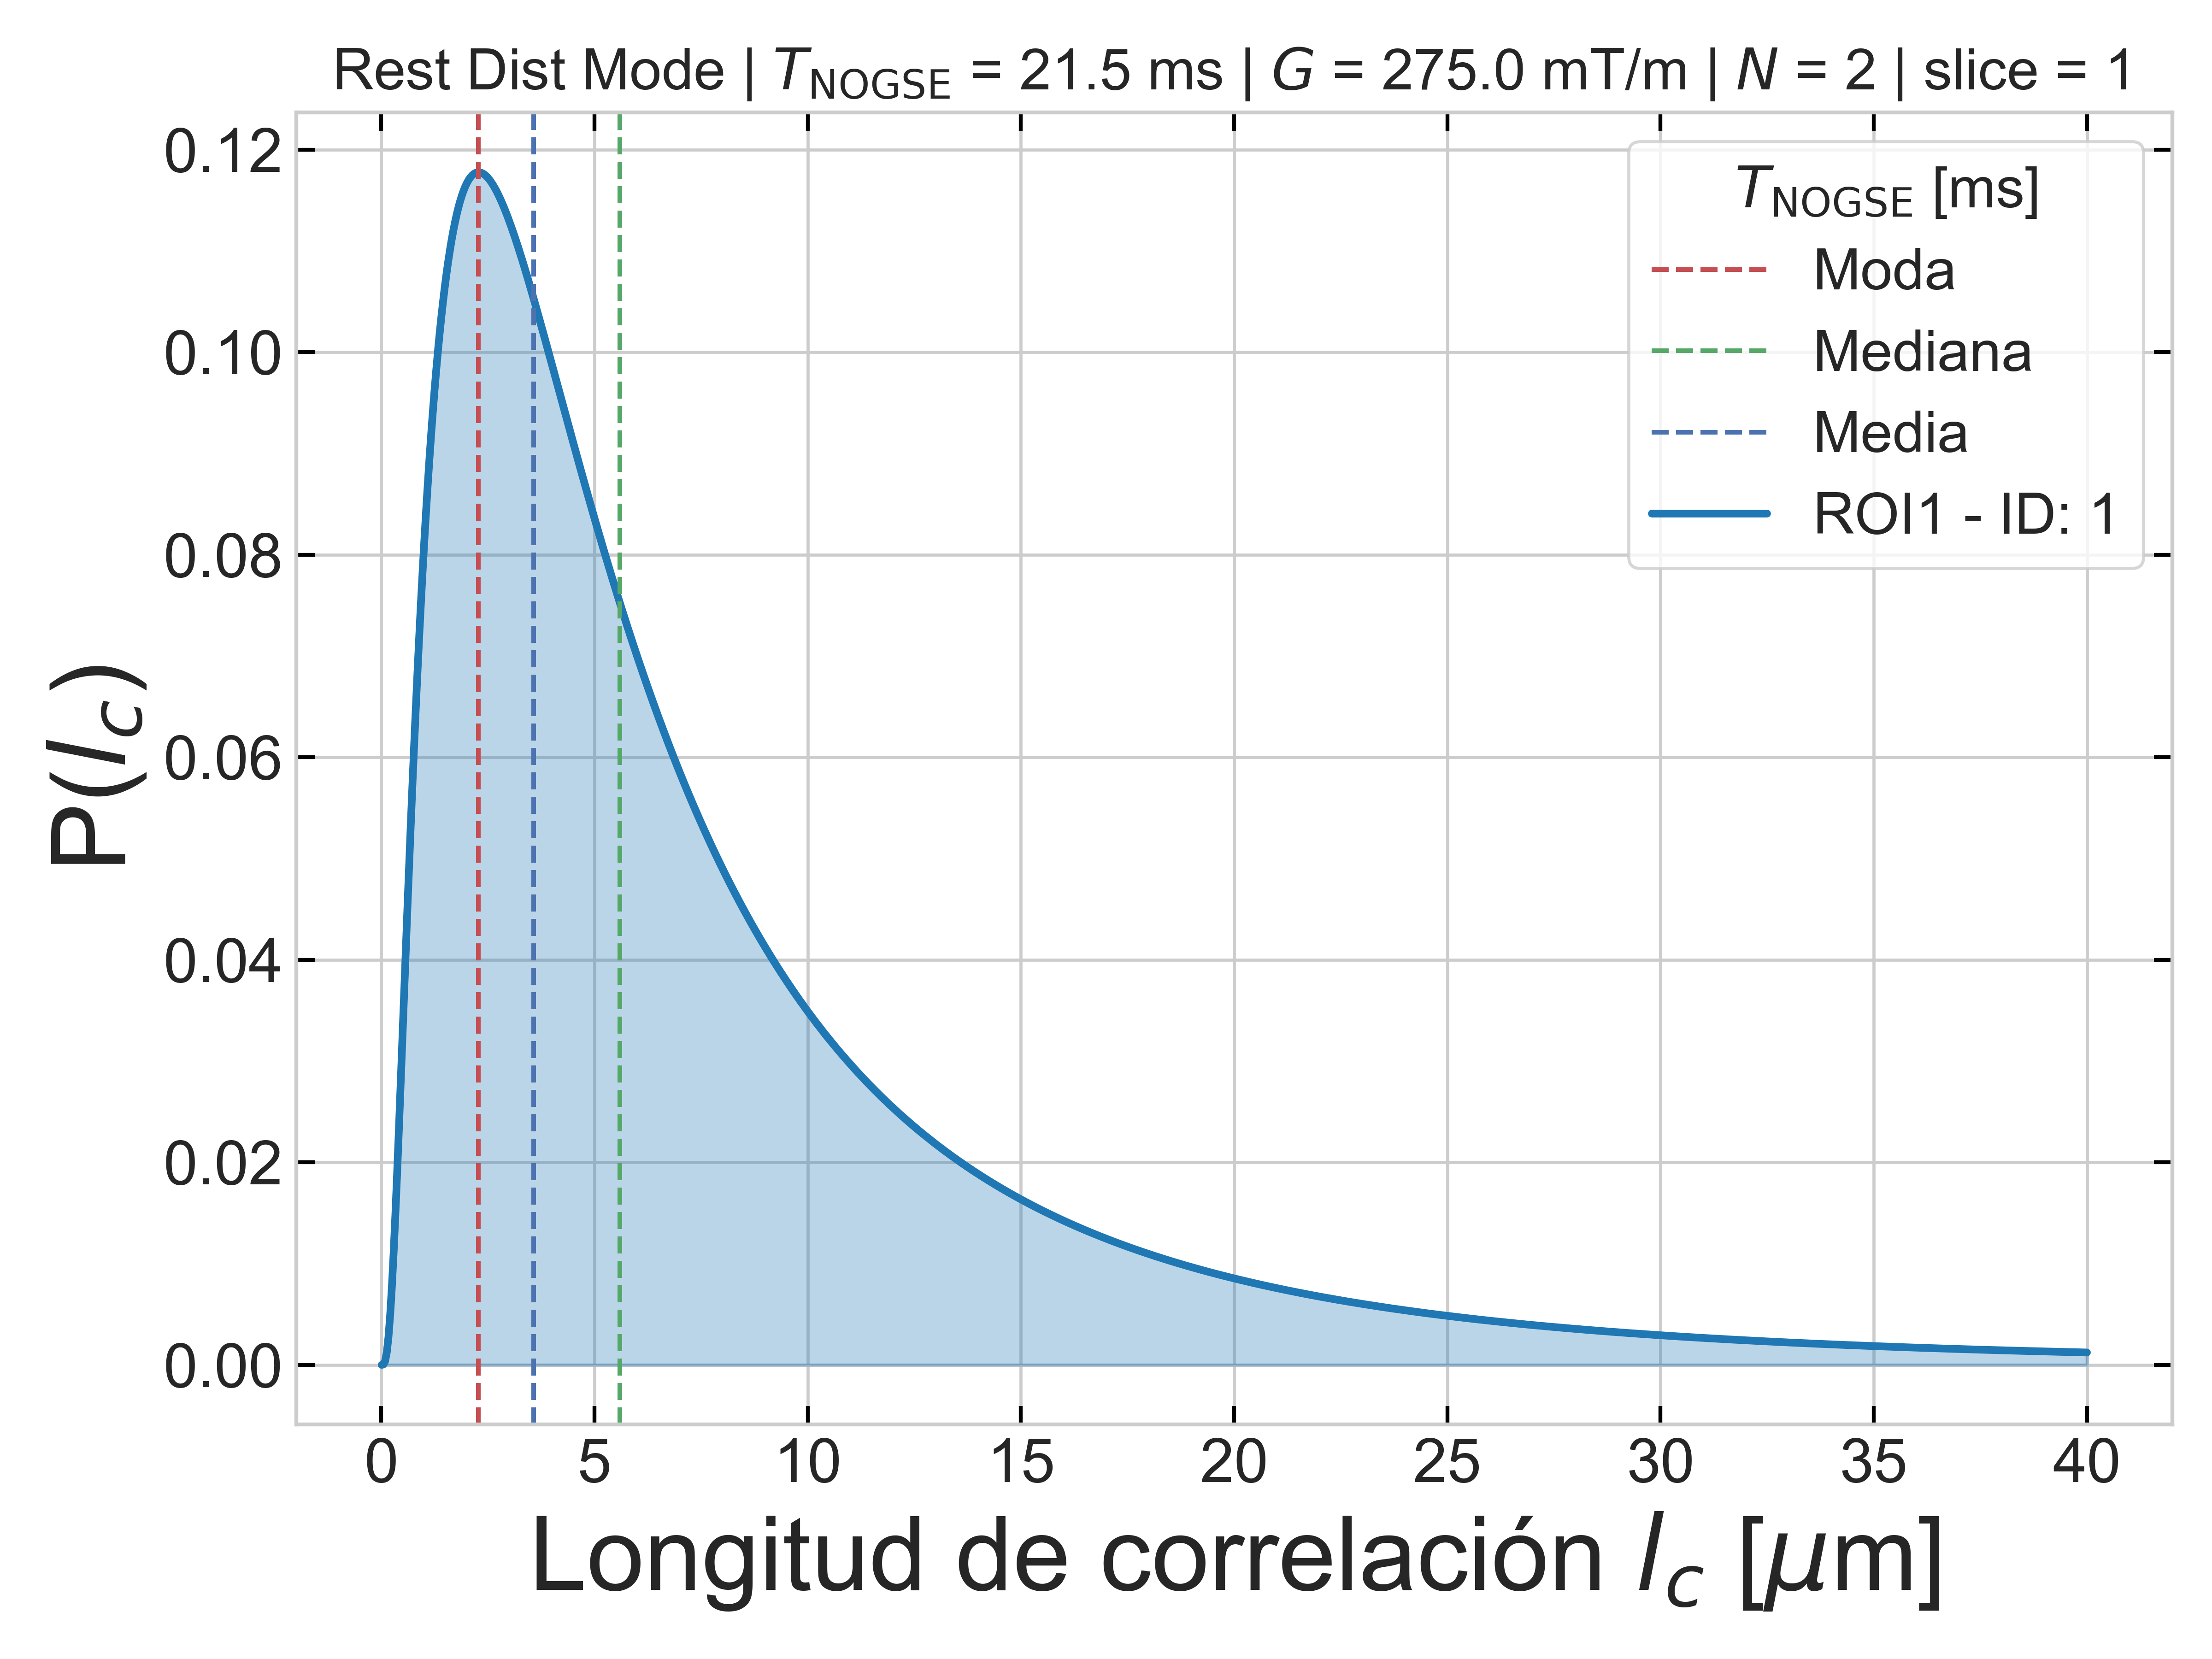 Rest Dist Mode | T_NOGSE = 21.5 ms | G = 275.0 mT/m | N = 2 | slice = 1
T_NOGSE [ms]
Moda
Mediana
Media
ROI1 - ID: 1
P(l_c)
0.12
0.10
0.08
0.06
0.04
0.02
0.00
0 5 10 15 20 25 30 35 40
Longitud de correlación l_c [μm]